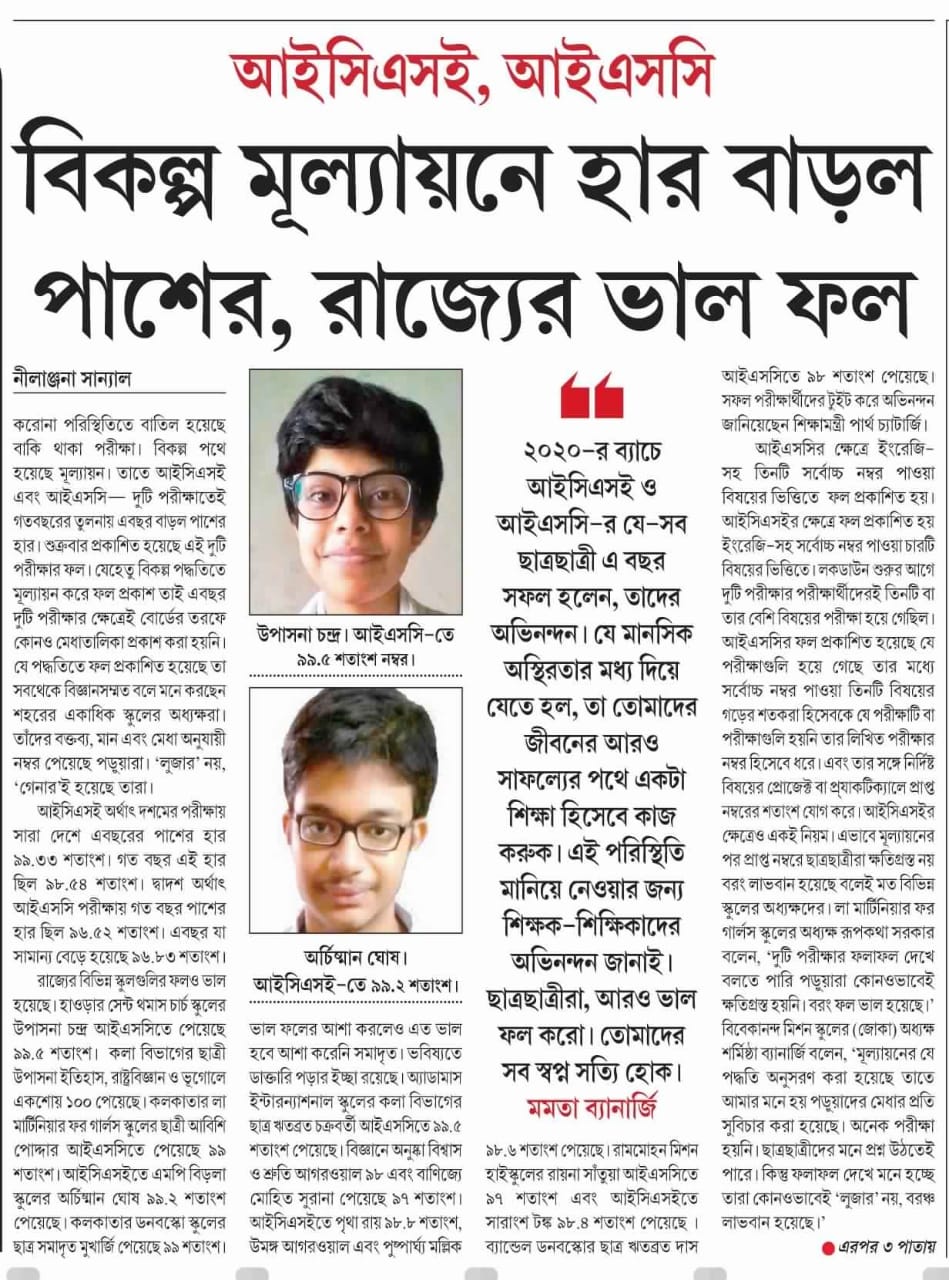 আইসিএসই, আইএসসি
বিকল্প মূল্যায়নে হার বাড়ল
পাশের, রাজ্যের ভাল ফল
নীলাঞ্জনা সান্যাল
করোনা পরিস্থিতিতে বাতিল হয়েছে
বাকি থাকা পরীক্ষা। বিকল্প পথে
হয়েছে মূল্যায়ন। তাতে আইসিএসই
এবং আইএসসি— দুটি পরীক্ষাতেই
গতবছরের তুলনায় এবছর বাড়ল পাশের
হার। শুক্রবার প্রকাশিত হয়েছে এই দুটি
পরীক্ষার ফল। যেহেতু বিকল্প পদ্ধতিতে
মূল্যায়ন করে ফল প্রকাশ তাই এবছর
দুটি পরীক্ষার ক্ষেত্রেই বোর্ডের তরফে
কোনও মেধাতালিকা প্রকাশ করা হয়নি।
যে পদ্ধতিতে ফল প্রকাশিত হয়েছে তা
সবথেকে বিজ্ঞানসম্মত বলে মনে করছেন
শহরের একাধিক স্কুলের অধ্যক্ষরা।
তাঁদের বক্তব্য, মান এবং মেধা অনুযায়ী
নম্বর পেয়েছে পড়ুয়ারা। ‘লুজার’ নয়,
‘গেনার’ই হয়েছে তারা।
আইসিএসই অর্থাৎ দশমের পরীক্ষায়
সারা দেশে এবছরের পাশের হার
৯৯.৩৩ শতাংশ। গত বছর এই হার
ছিল ৯৮.৫৪ শতাংশ। দ্বাদশ অর্থাৎ
আইএসসি পরীক্ষায় গত বছর পাশের
হার ছিল ৯৬.৫২ শতাংশ। এবছর যা
সামান্য বেড়ে হয়েছে ৯৬.৮৩ শতাংশ।
রাজ্যের বিভিন্ন স্কুলগুলির ফলও ভাল
হয়েছে। হাওড়ার সেন্ট থমাস চার্চ স্কুলের
উপাসনা চন্দ্র আইএসসিতে পেয়েছে
৯৯.৫ শতাংশ। কলা বিভাগের ছাত্রী
উপাসনা ইতিহাস, রাষ্ট্রবিজ্ঞান ও ভূগোলে
একশোয় ১০০ পেয়েছে। কলকাতার লা
মার্টিনিয়ার ফর গার্লস স্কুলের ছাত্রী আবিশি
পোদ্দার আইএসসিতে পেয়েছে ৯৯
শতাংশ। আইসিএসইতে এমপি বিড়লা
স্কুলের অর্চিষ্মান ঘোষ ৯৯.২ শতাংশ
পেয়েছে। কলকাতার ডনবস্কো স্কুলের
ছাত্র সমাদৃত মুখার্জি পেয়েছে ৯৯ শতাংশ।
উপাসনা চন্দ্র। আইএসসি-তে
৯৯.৫ শতাংশ নম্বর।
অর্চিষ্মান ঘোষ।
আইসিএসই-তে ৯৯.২ শতাংশ।
ভাল ফলের আশা করলেও এত ভাল
হবে আশা করেনি সমাদৃত। ভবিষ্যতে
ডাক্তারি পড়ার ইচ্ছা রয়েছে। অ্যাডামাস
ইন্টারন্যাশনাল স্কুলের কলা বিভাগের
ছাত্র ঋতব্রত চক্রবর্তী আইএসসিতে ৯৯.৫
শতাংশ পেয়েছে। বিজ্ঞানে অনুষ্কা বিশ্বাস
ও শ্রুতি আগরওয়াল ৯৮ এবং বাণিজ্যে
মোহিত সুরানা পেয়েছে ৯৭ শতাংশ।
আইসিএসইতে পৃথা রায় ৯৮.৮ শতাংশ,
উমঙ্গ আগরওয়াল এবং পুষ্পার্ঘ্য মল্লিক
২০২০-র ব্যাচে
আইসিএসই ও
আইএসসি-র যে-সব
ছাত্রছাত্রী এ বছর
সফল হলেন, তাদের
অভিনন্দন। যে মানসিক
অস্থিরতার মধ্য দিয়ে
যেতে হল, তা তোমাদের
জীবনের আরও
সাফল্যের পথে একটা
শিক্ষা হিসেবে কাজ
করুক। এই পরিস্থিতি
মানিয়ে নেওয়ার জন্য
শিক্ষক-শিক্ষিকাদের
অভিনন্দন জানাই।
ছাত্রছাত্রীরা, আরও ভাল
ফল করো। তোমাদের
সব স্বপ্ন সত্যি হোক।
মমতা ব্যানার্জি
৯৮.৬ শতাংশ পেয়েছে। রামমোহন মিশন
হাইস্কুলের রায়না সাঁতুয়া আইএসসিতে
৯৭ শতাংশ এবং আইসিএসইতে
সারাংশ টঙ্ক ৯৮.৪ শতাংশ পেয়েছে ।
ব্যান্ডেল ডনবস্কোর ছাত্র ঋতব্রত দাস
আইএসসিতে ৯৮ শতাংশ পেয়েছে।
সফল পরীক্ষার্থীদের টুইট করে অভিনন্দন
জানিয়েছেন শিক্ষামন্ত্রী পার্থ চ্যাটার্জি।
আইএসসির ক্ষেত্রে ইংরেজি-
সহ তিনটি সর্বোচ্চ নম্বর পাওয়া
বিষয়ের ভিত্তিতে ফল প্রকাশিত হয়।
আইসিএসইর ক্ষেত্রে ফল প্রকাশিত হয়
ইংরেজি-সহ সর্বোচ্চ নম্বর পাওয়া চারটি
বিষয়ের ভিত্তিতে। লকডাউন শুরুর আগে
দুটি পরীক্ষার পরীক্ষার্থীদেরই তিনটি বা
তার বেশি বিষয়ের পরীক্ষা হয়ে গেছিল।
আইএসসির ফল প্রকাশিত হয়েছে যে
পরীক্ষাগুলি হয়ে গেছে তার মধ্যে
সর্বোচ্চ নম্বর পাওয়া তিনটি বিষয়ের
গড়ের শতকরা হিসেবকে যে পরীক্ষাটি বা
পরীক্ষাগুলি হয়নি তার লিখিত পরীক্ষার
নম্বর হিসেবে ধরে। এবং তার সঙ্গে নির্দিষ্ট
বিষয়ের প্রোজেক্ট বা প্র্যাকটিক্যালে প্রাপ্ত
নম্বরের শতাংশ যোগ করে। আইসিএসইর
ক্ষেত্রেও একই নিয়ম। এভাবে মূল্যায়নের
পর প্রাপ্ত নম্বরে ছাত্রছাত্রীরা ক্ষতিগ্রস্ত নয়
বরং লাভবান হয়েছে বলেই মত বিভিন্ন
স্কুলের অধ্যক্ষদের। লা মার্টিনিয়ার ফর
গার্লস স্কুলের অধ্যক্ষ রূপকথা সরকার
বলেন, ‘দুটি পরীক্ষার ফলাফল দেখে
বলতে পারি পড়ুয়ারা কোনওভাবেই
ক্ষতিগ্রস্ত হয়নি। বরং ফল ভাল হয়েছে।’
বিবেকানন্দ মিশন স্কুলের (জোকা) অধ্যক্ষ
শর্মিষ্ঠা ব্যানার্জি বলেন, ‘মূল্যায়নের যে
পদ্ধতি অনুসরণ করা হয়েছে তাতে
আমার মনে হয় পড়ুয়াদের মেধার প্রতি
সুবিচার করা হয়েছে। অনেক পরীক্ষা
হয়নি। ছাত্রছাত্রীদের মনে প্রশ্ন উঠতেই
পারে। কিন্তু ফলাফল দেখে মনে হচ্ছে
তারা কোনওভাবেই ‘লুজার’ নয়, বরঞ্চ
লাভবান হয়েছে।’
এরপর ৩ পাতায়